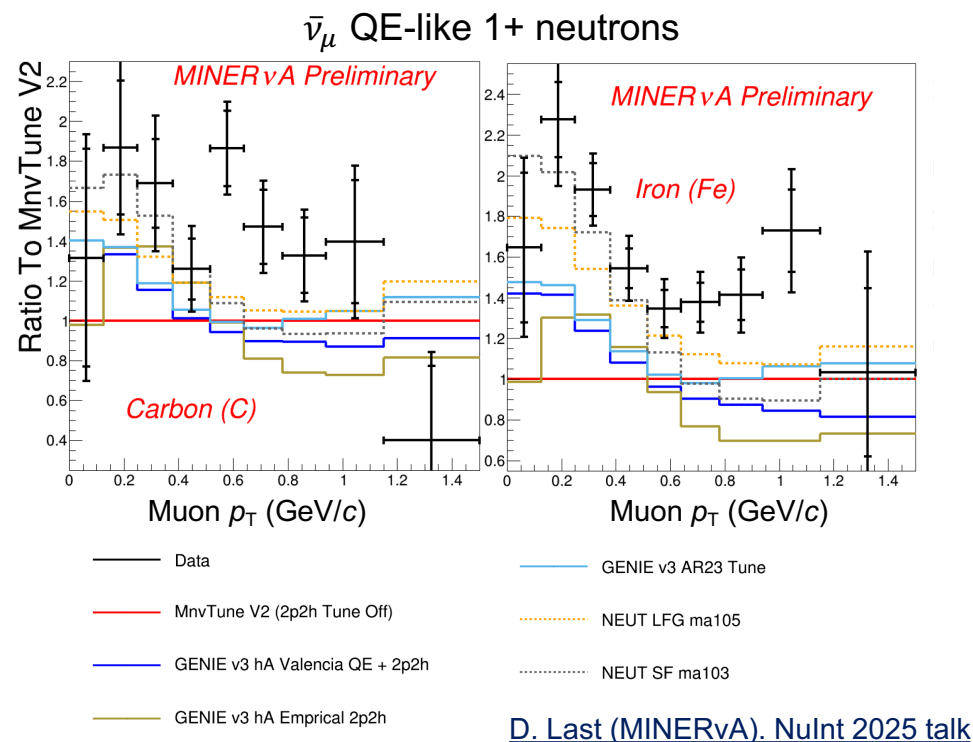 ν̄μ QE-like 1+ neutrons
Ratio To MnvTune V2
MINERνA Preliminary
Carbon (C)
2.2
2
1.8
1.6
1.4
1.2
1
0.8
0.6
0.4
0 0.2 0.4 0.6 0.8 1 1.2 1.4
Muon pT (GeV/c)
MINERνA Preliminary
Iron (Fe)
2.4
2.2
2
1.8
1.6
1.4
1.2
1
0.8
0.6
0 0.2 0.4 0.6 0.8 1 1.2 1.4
Muon pT (GeV/c)
Data
MnvTune V2 (2p2h Tune Off)
GENIE v3 hA Valencia QE + 2p2h
GENIE v3 hA Emprical 2p2h
GENIE v3 AR23 Tune
NEUT LFG ma105
NEUT SF ma103
D. Last (MINERvA). NuInt 2025 talk